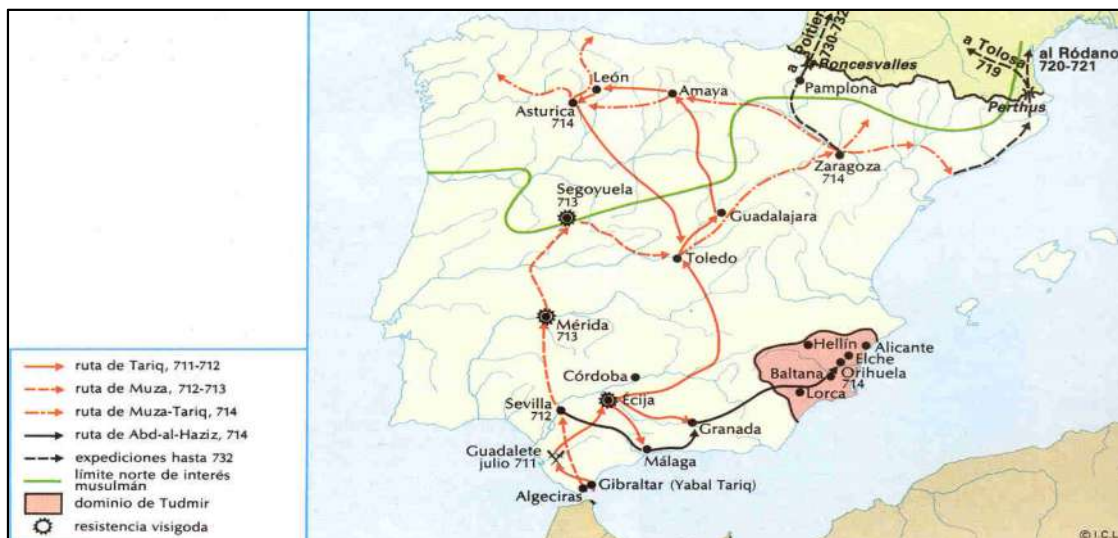 a Poitiers
730-732
Roncesvalles
a Tolosa
719
al Ródano
720-721
Perthus
León
Amaya
Pamplona
Asturica
714
Zaragoza
714
Segoyuela
713
Guadalajara
Toledo
Mérida
713
Hellín
Alicante
Elche
Baltana
Orihuela
714
Lorca
Córdoba
Écija
Sevilla
712
Granada
Guadalete
julio 711
Málaga
Gibraltar (Yabal Tariq)
Algeciras
ruta de Tariq, 711-712
ruta de Muza, 712-713
ruta de Muza-Tariq, 714
ruta de Abd-al-Haziz, 714
expediciones hasta 732
límite norte de interés
musulmán
dominio de Tudmir
resistencia visigoda